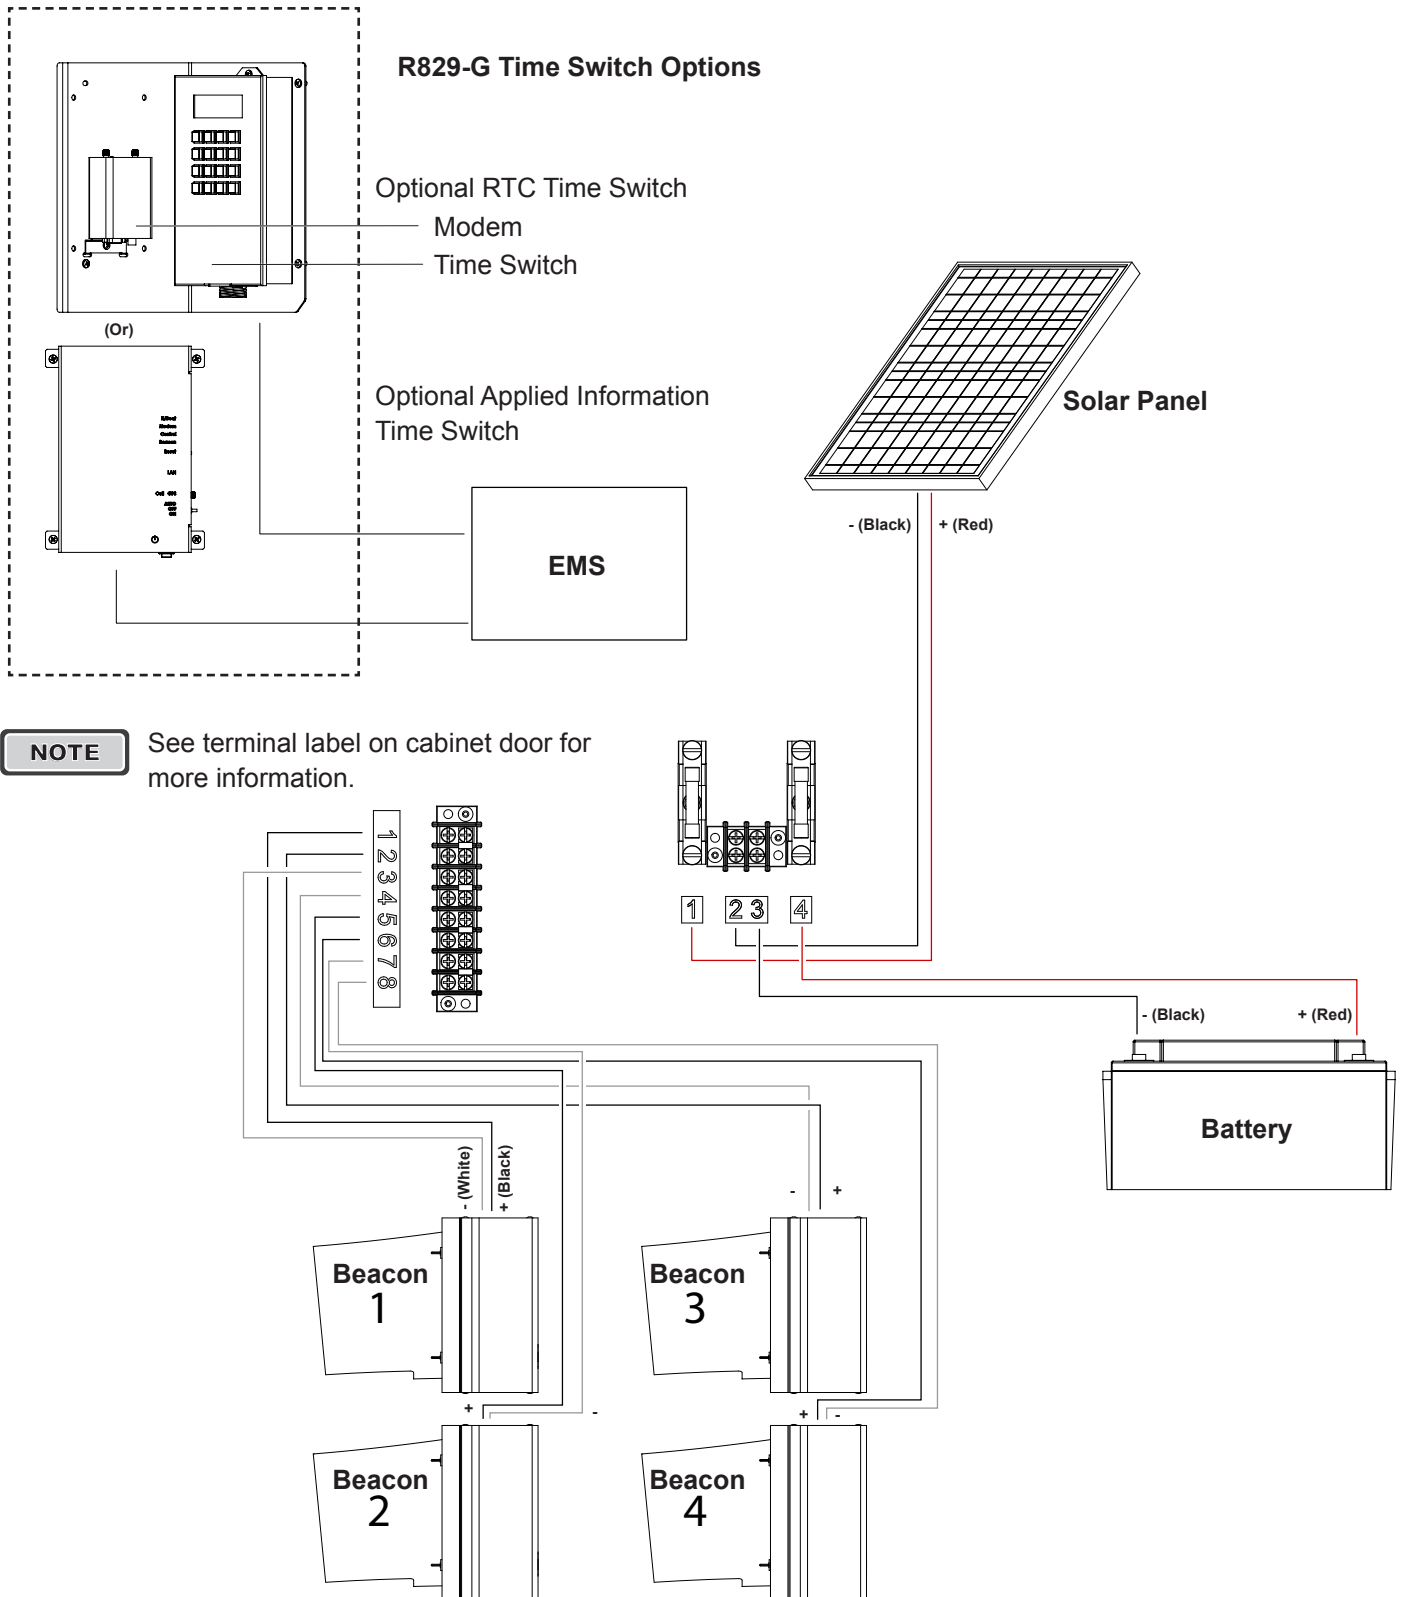 R829-G Time Switch Options
Optional RTC Time Switch
Modem
Time Switch
(Or)
Optional Applied Information
Time Switch
LAN
EMS
Solar Panel
- (Black)
+ (Red)
NOTE
See terminal label on cabinet door for
more information.
1
2
3
4
5
6
7
8
1
2 3
4
- (Black)
+ (Red)
Battery
- (White)
+ (Black)
-
+
Beacon
1
Beacon
3
+
-
+
-
Beacon
2
Beacon
4